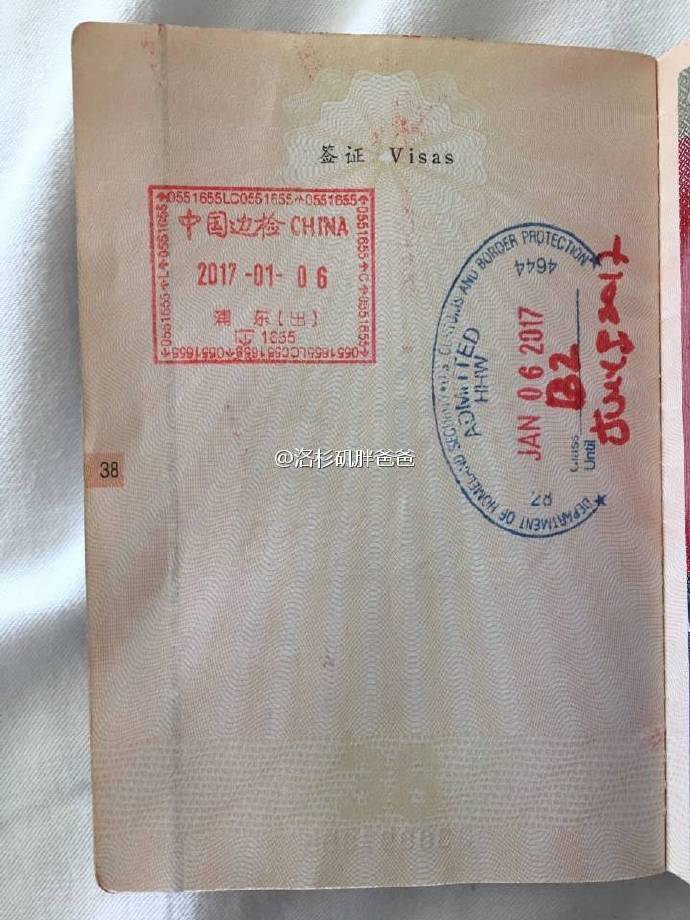 签证 Visas
0551655LC0551655↑0551655
中国边检 CHINA
2017-01-06
浦 东(出)
1655
38
@洛杉矶胖爸爸
DEPARTMENT OF HOMELAND SECURITY
CUSTOMS AND BORDER PROTECTION
4644
ADMITTED
HHW
JAN 06 2017
Class B2
Until
82